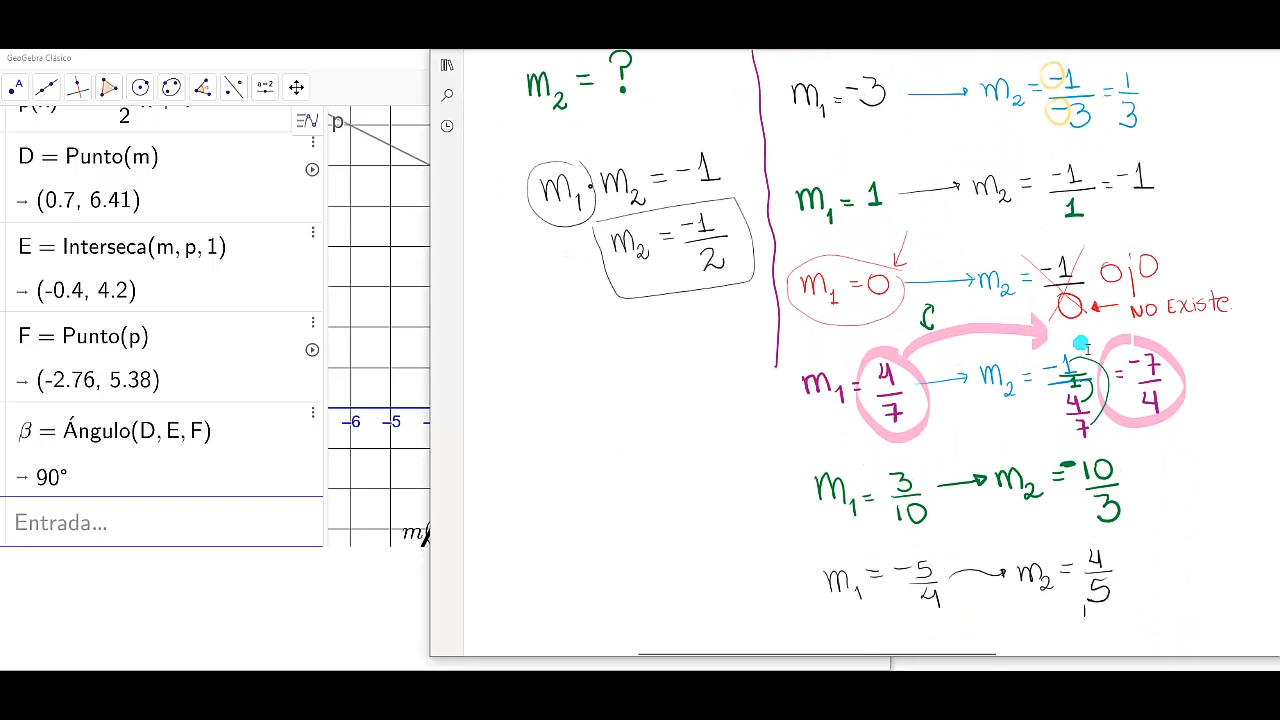 GeoGebra Clásico
A
a=2
2
p
D = Punto(m)
→ (0.7, 6.41)
E = Interseca(m, p, 1)
→ (-0.4, 4.2)
F = Punto(p)
→ (-2.76, 5.38)
β = Ángulo(D, E, F)
→ 90°
Entrada...
-6 -5
m
m₂ = ?
m₁ · m₂ = -1
m₂ = -1/2
m₁ = -3 → m₂ = -1/-3 = 1/3
m₁ = 1 → m₂ = -1/1 = -1
m₁ = 0 → m₂ = -1/0 OjO
← NO EXISTE.
m₁ = 4/7 → m₂ = -1/1/4/7 = -7/4
m₁ = 3/10 → m₂ = -10/3
m₁ = -5/4 → m₂ = 4/5